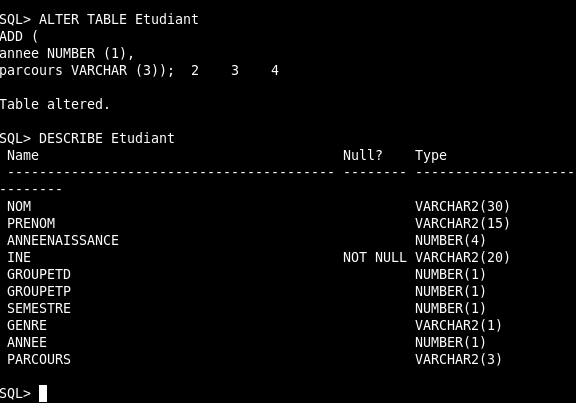 SQL> ALTER TABLE Etudiant
ADD (
annee NUMBER (1),
parcours VARCHAR (3));  2    3    4
Table altered.
SQL> DESCRIBE Etudiant
Name                                      Null?    Type
----------------------------------------- -------- --------------------
--------
NOM                                                VARCHAR2(30)
PRENOM                                             VARCHAR2(15)
ANNEENAISSANCE                                     NUMBER(4)
INE                                       NOT NULL VARCHAR2(20)
GROUPETD                                           NUMBER(1)
GROUPETP                                           NUMBER(1)
SEMESTRE                                           NUMBER(1)
GENRE                                              VARCHAR2(1)
ANNEE                                              NUMBER(1)
PARCOURS                                           VARCHAR2(3)
SQL>